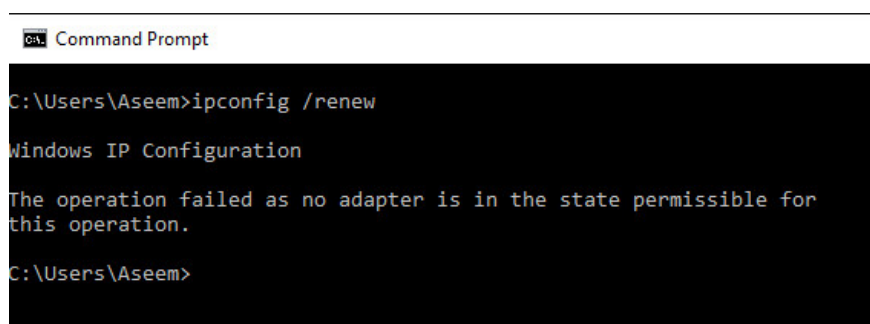 Command Prompt
C:\Users\Aseem>ipconfig /renew
Windows IP Configuration
The operation failed as no adapter is in the state permissible for
this operation.
C:\Users\Aseem>